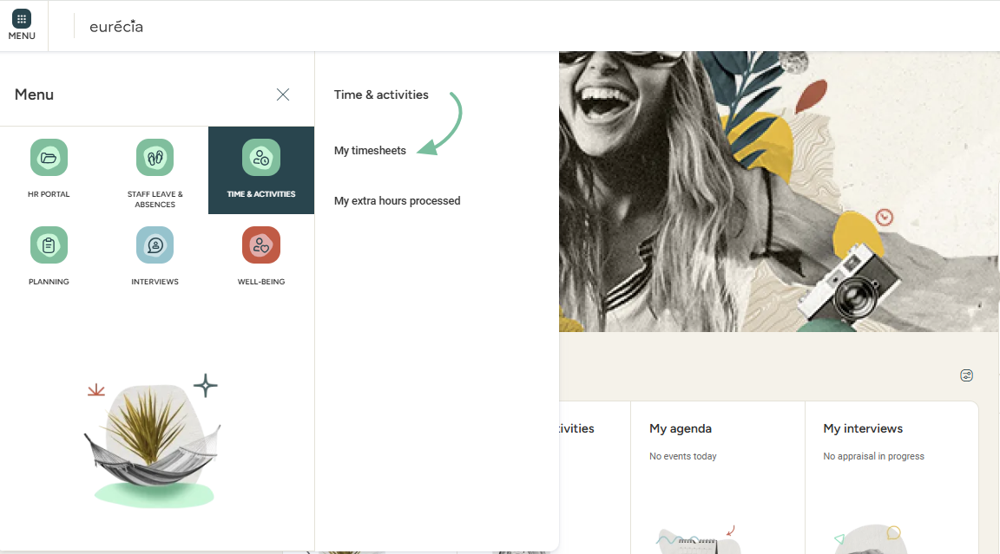 MENU
eurécia
Menu
HR PORTAL
STAFF LEAVE &
ABSENCES
TIME & ACTIVITIES
PLANNING
INTERVIEWS
WELL-BEING
Time & activities
My timesheets
My extra hours processed
tivities
My agenda
No events today
My interviews
No appraisal in progress